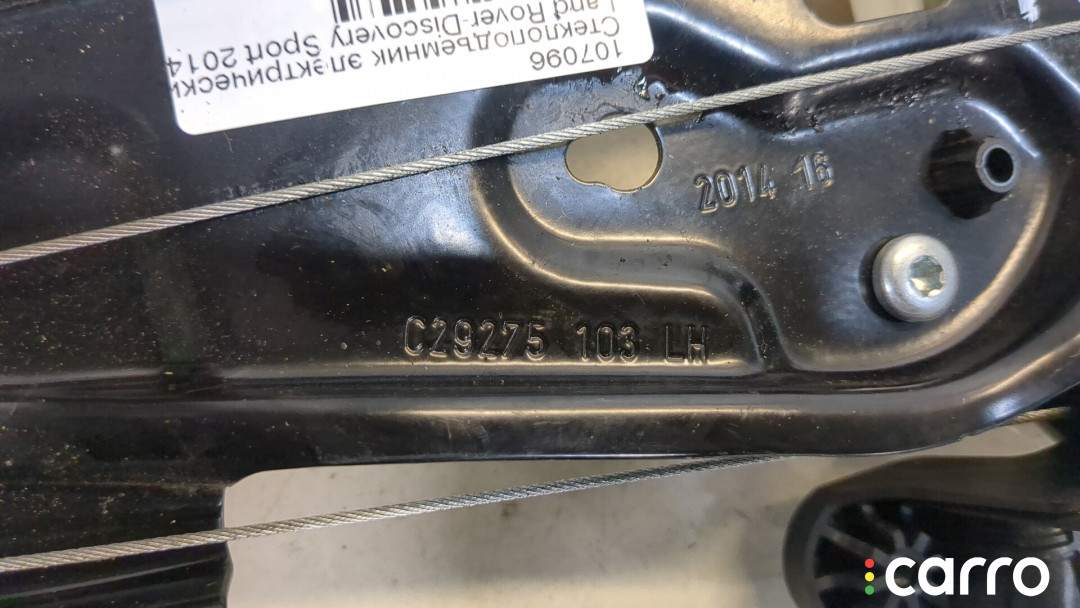 107096
Стеклоподъемник электрически
Land Rover-Discovery Sport 2014
2014 16
C29275 103 LH
carro